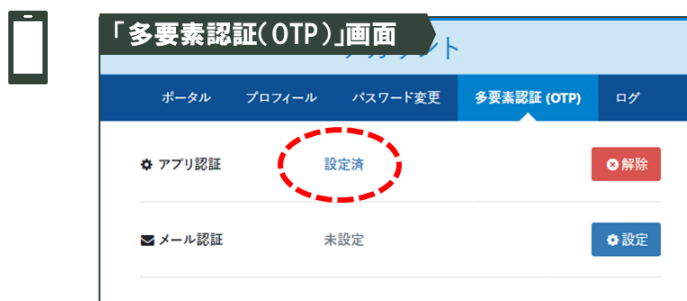 「多要素認証(OTP)」画面
ポータル プロフィール パスワード変更 多要素認証 (OTP) ログ
アプリ認証 設定済 解除
メール認証 未設定 設定